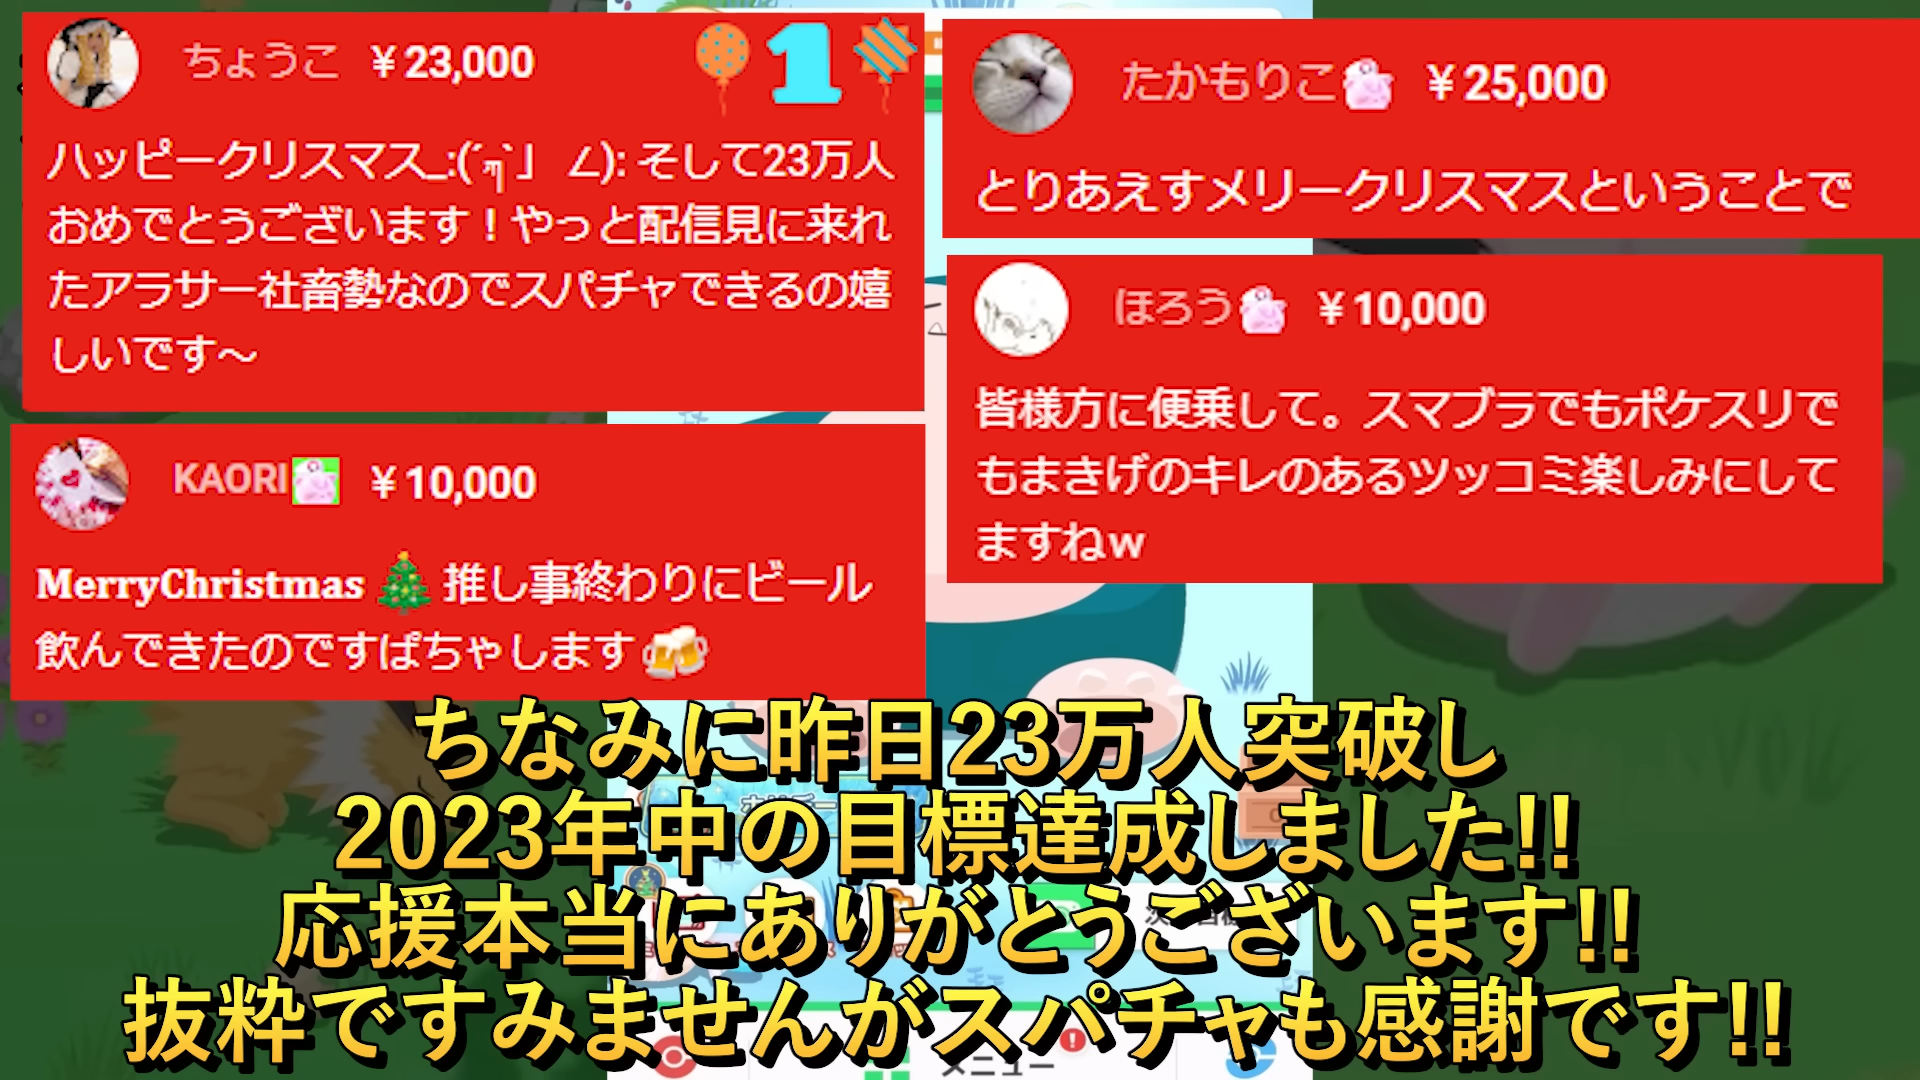 ちょうこ ￥23,000
1
ハッピークリスマス_:(´ཀ`」 ∠): そして23万人
おめでとうございます！やっと配信見に来れ
たアラサー社畜勢なのでスパチャできるの嬉
しいです〜
たかもりこ ￥25,000
とりあえすメリークリスマスということで
ほろう ￥10,000
皆様方に便乗して。スマブラでもポケスリで
もまきげのキレのあるツッコミ楽しみにして
ますねw
KAORI ￥10,000
MerryChristmas🎄推し事終わりにビール
飲んできたのですぱちゃします🍻
ちなみに昨日23万人突破し
2023年中の目標達成しました!!
応援本当にありがとうございます!!
抜粋ですみませんがスパチャも感謝です!!
メニュー